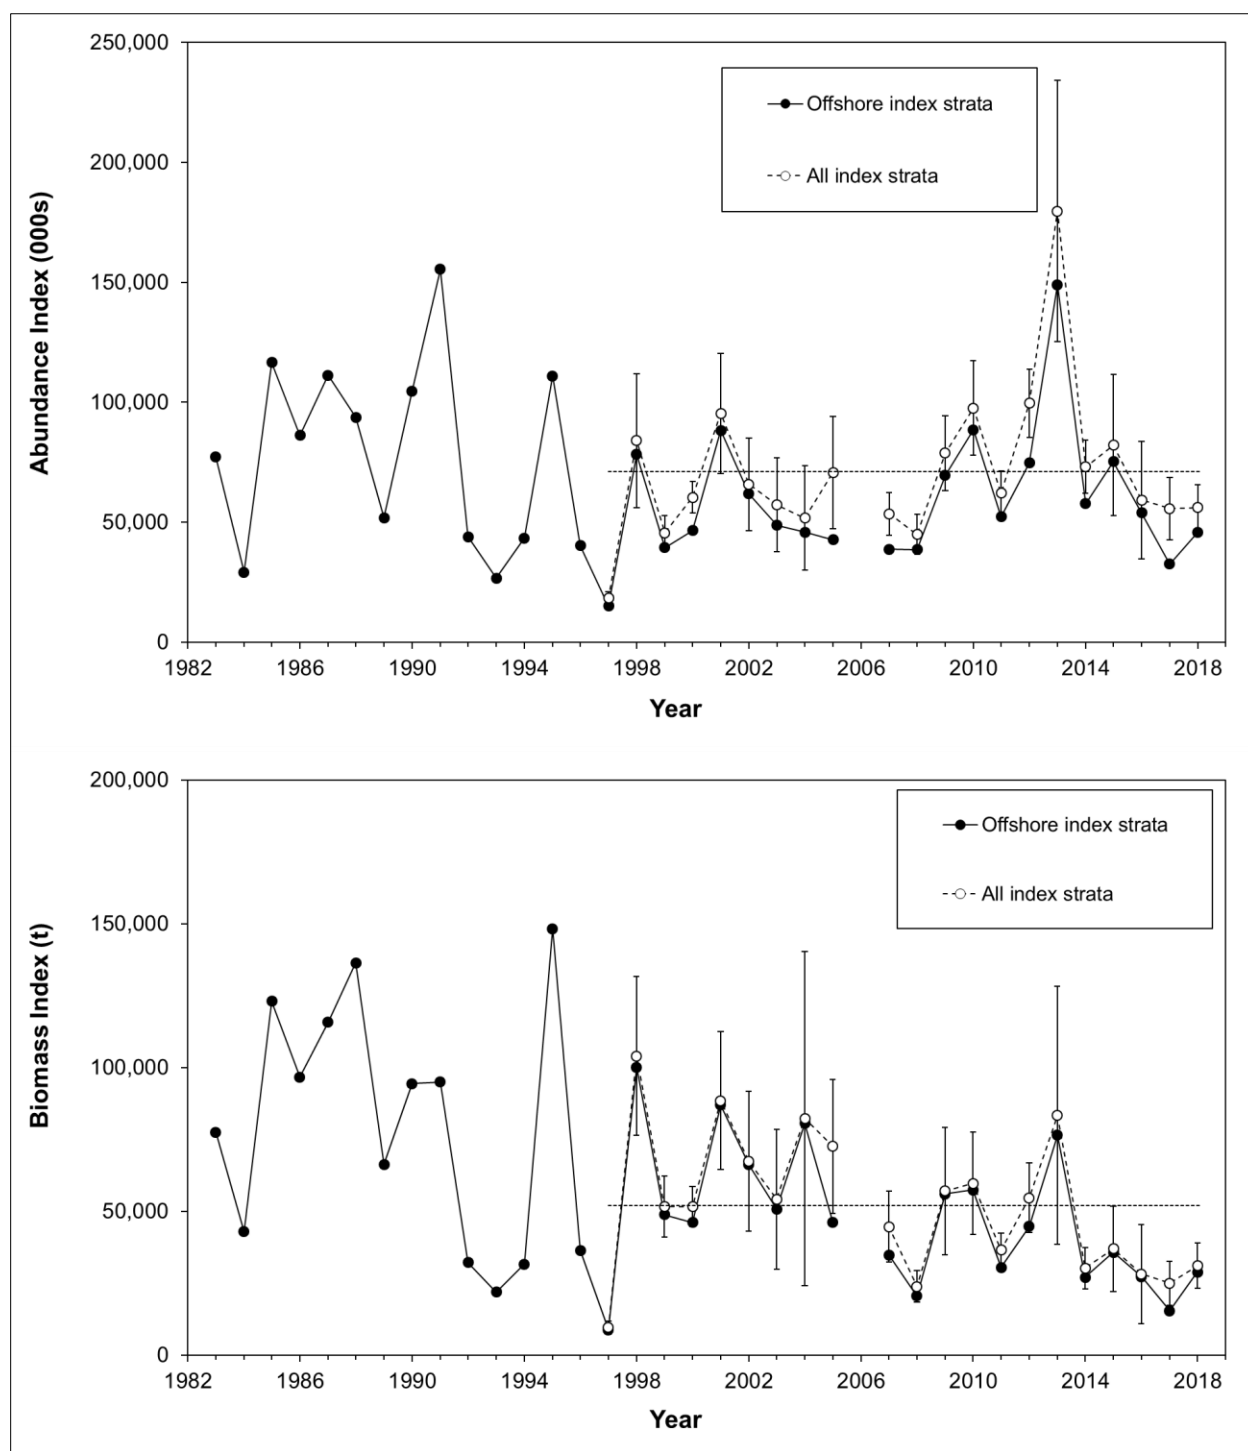 250,000
200,000
150,000
100,000
50,000
0
Abundance Index (000s)
Offshore index strata
All index strata
1982 1986 1990 1994 1998 2002 2006 2010 2014 2018
Year
200,000
150,000
100,000
50,000
0
Biomass Index (t)
Offshore index strata
All index strata
1982 1986 1990 1994 1998 2002 2006 2010 2014 2018
Year